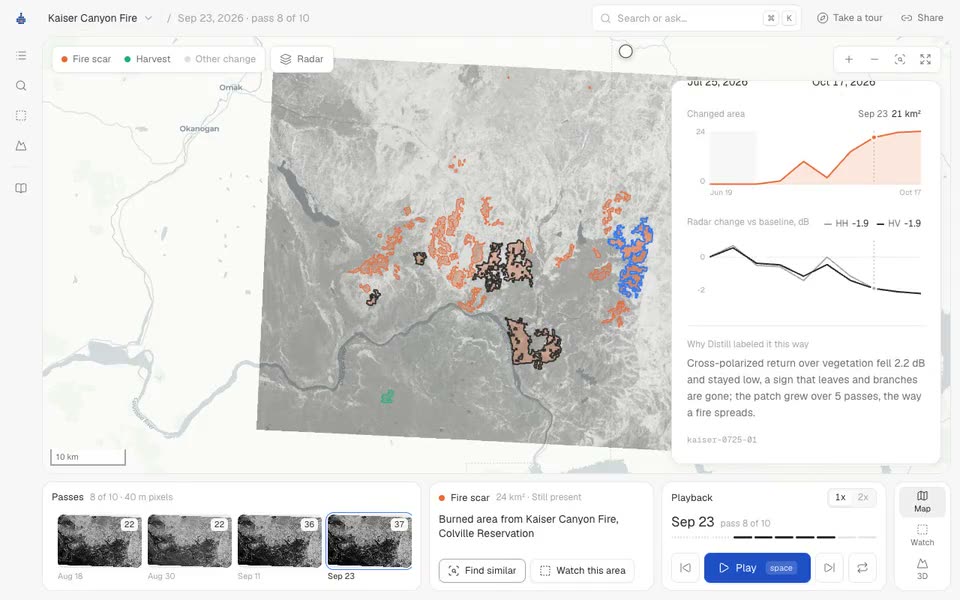 Kaiser Canyon Fire
/ Sep 23, 2026 · pass 8 of 10
Search or ask...
⌘ K
Take a tour
Share
Fire scar
Harvest
Other change
Radar
Omak
Okanogan
10 km
Jul 25, 2026
Oct 17, 2026
Changed area
Sep 23 21 km²
24
0
Jun 19
Oct 17
Radar change vs baseline, dB
HH -1.9
HV -1.9
0
-2
Why Distill labeled it this way
Cross-polarized return over vegetation fell 2.2 dB
and stayed low, a sign that leaves and branches
are gone; the patch grew over 5 passes, the way
a fire spreads.
kaiser-0725-01
Passes 8 of 10 · 40 m pixels
22
22
36
37
Aug 18
Aug 30
Sep 11
Sep 23
Fire scar 24 km² · Still present
Burned area from Kaiser Canyon Fire,
Colville Reservation
Find similar
Watch this area
Playback
1x
2x
Sep 23 pass 8 of 10
Play space
Map
Watch
3D